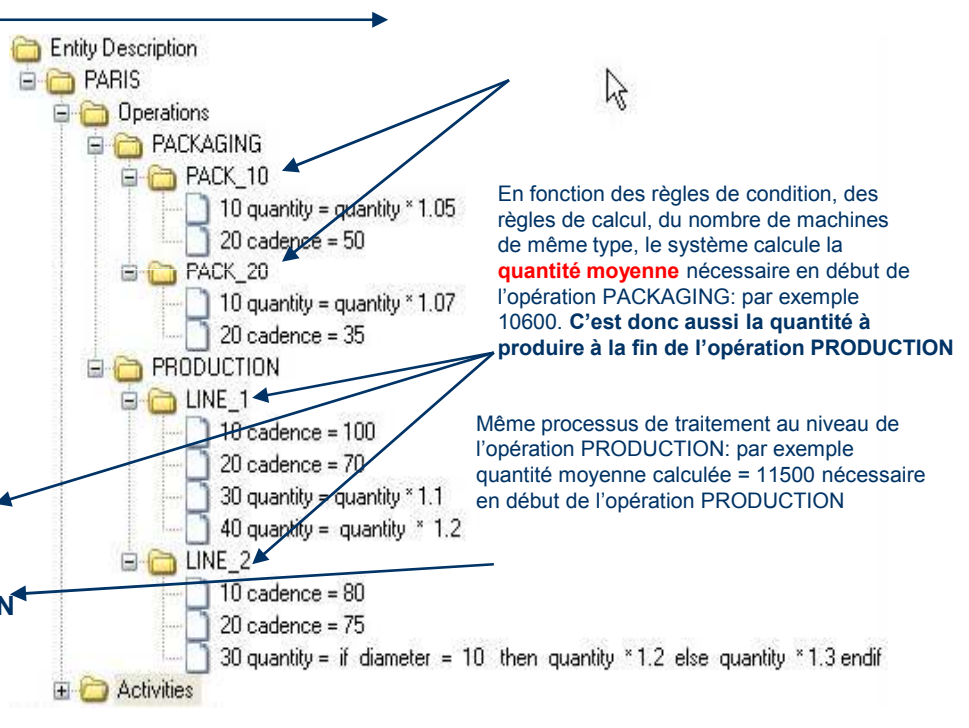 Entity Description
PARIS
Operations
PACKAGING
PACK_10
10 quantity = quantity * 1.05
20 cadence = 50
PACK_20
10 quantity = quantity * 1.07
20 cadence = 35
PRODUCTION
LINE_1
10 cadence = 100
20 cadence = 70
30 quantity = quantity * 1.1
40 quantity = quantity * 1.2
LINE_2
10 cadence = 80
20 cadence = 75
30 quantity = if diameter = 10 then quantity * 1.2 else quantity * 1.3 endif
Activities
En fonction des règles de condition, des
règles de calcul, du nombre de machines
de même type, le système calcule la
quantité moyenne nécessaire en début de
l’opération PACKAGING: par exemple
10600. C’est donc aussi la quantité à
produire à la fin de l’opération PRODUCTION
Même processus de traitement au niveau de
l’opération PRODUCTION: par exemple
quantité moyenne calculée = 11500 nécessaire
en début de l’opération PRODUCTION
N